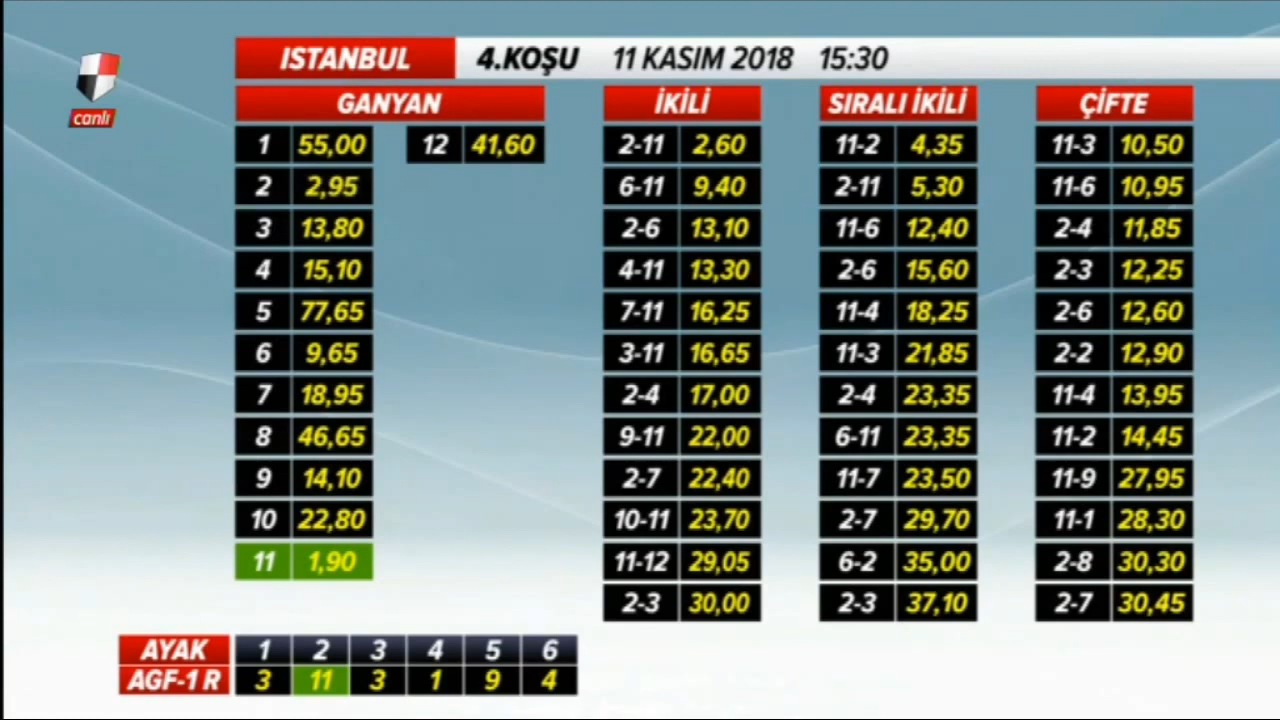 ISTANBUL 4.KOŞU 11 KASIM 2018 15:30
canlı
GANYAN İKİLİ SIRALI İKİLİ ÇİFTE
1 55,00 12 41,60 2-11 2,60 11-2 4,35 11-3 10,50
2 2,95 6-11 9,40 2-11 5,30 11-6 10,95
3 13,80 2-6 13,10 11-6 12,40 2-4 11,85
4 15,10 4-11 13,30 2-6 15,60 2-3 12,25
5 77,65 7-11 16,25 11-4 18,25 2-6 12,60
6 9,65 3-11 16,65 11-3 21,85 2-2 12,90
7 18,95 2-4 17,00 2-4 23,35 11-4 13,95
8 46,65 9-11 22,00 6-11 23,35 11-2 14,45
9 14,10 2-7 22,40 11-7 23,50 11-9 27,95
10 22,80 10-11 23,70 2-7 29,70 11-1 28,30
11 1,90 11-12 29,05 6-2 35,00 2-8 30,30
2-3 30,00 2-3 37,10 2-7 30,45
AYAK 1 2 3 4 5 6
AGF-1 R 3 11 3 1 9 4